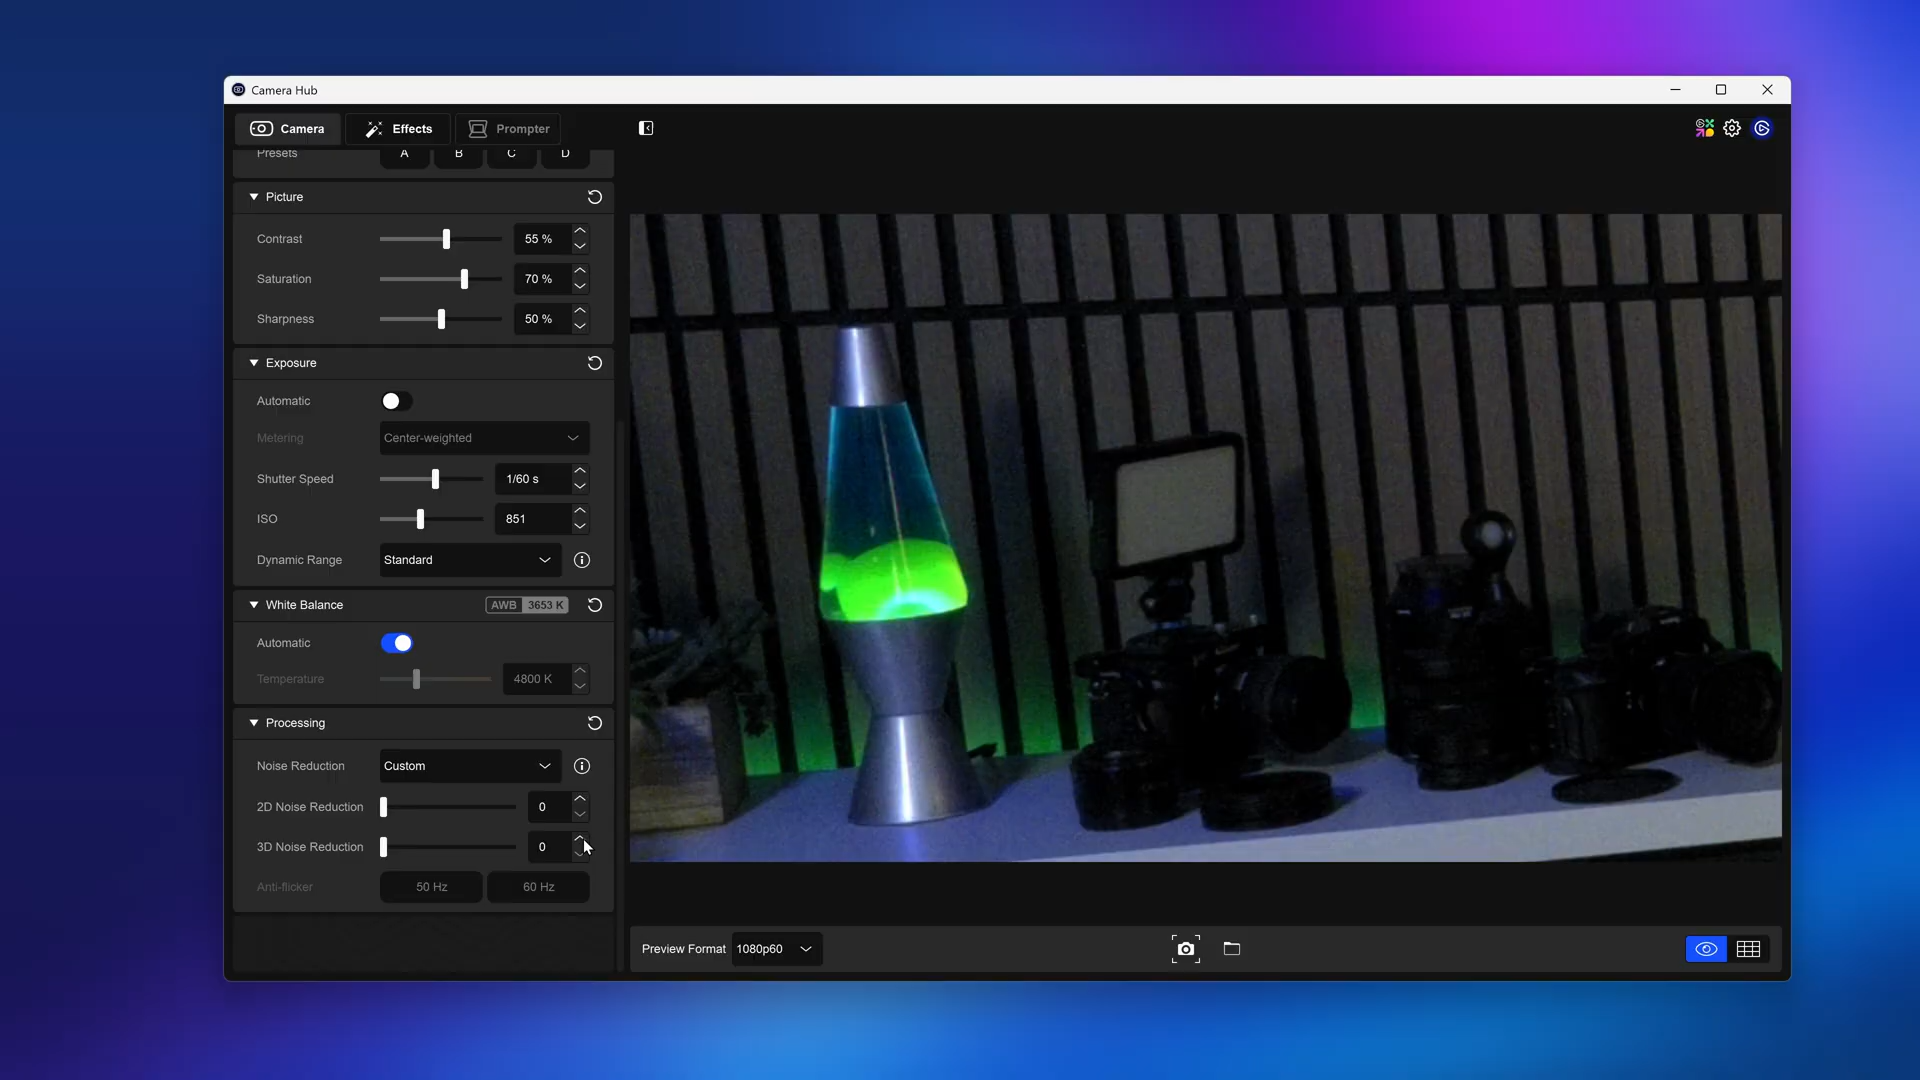 Camera Hub
Camera Effects Prompter
Presets A B C D
Picture
Contrast 55 %
Saturation 70 %
Sharpness 50 %
Exposure
Automatic
Metering Center-weighted
Shutter Speed 1/60 s
ISO 851
Dynamic Range Standard
White Balance AWB 3653 K
Automatic
Temperature 4800 K
Processing
Noise Reduction Custom
2D Noise Reduction 0
3D Noise Reduction 0
Anti-flicker 50 Hz 60 Hz
Preview Format 1080p60